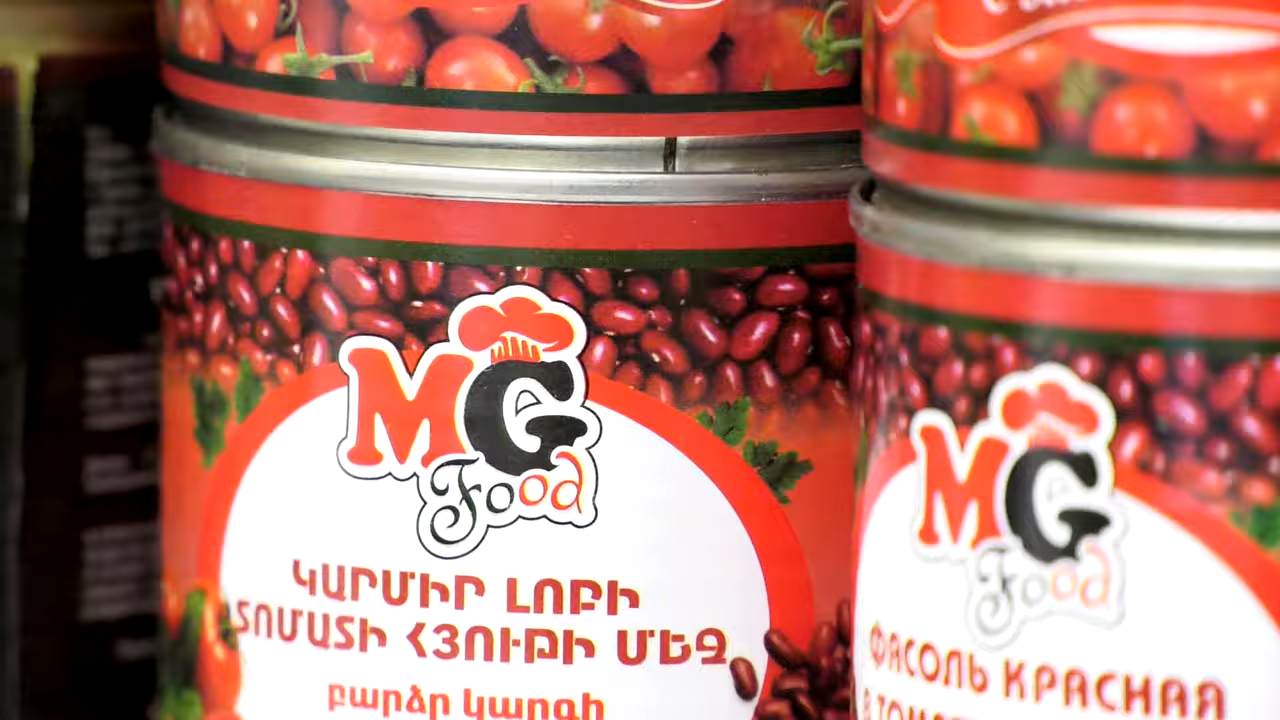 MG
Food
ԿԱՐՄԻՐ ԼՈԲԻ
ՏՈՄԱՏԻ ՀՅՈՒԹԻ ՄԵՋ
բարձր կարգի
MG
Food
ФАСОЛЬ КРАСНАЯ